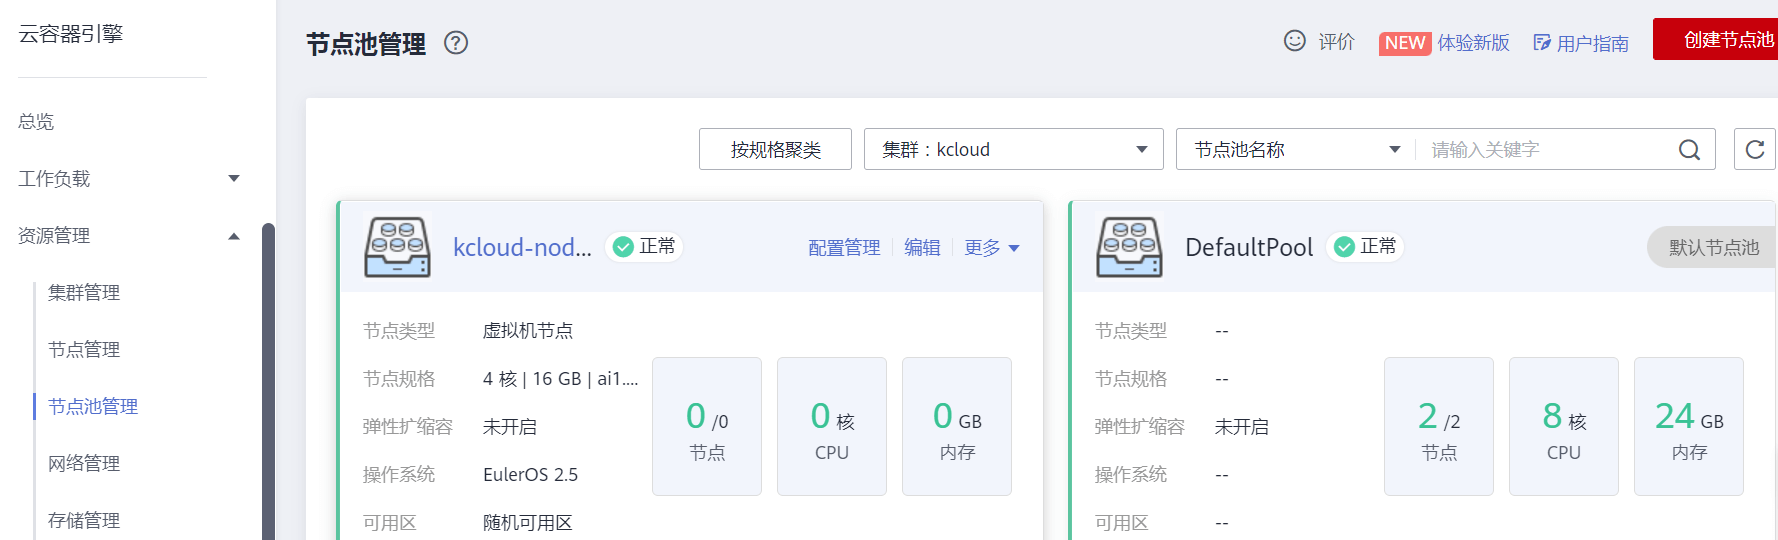 云容器引擎
总览
工作负载
资源管理
集群管理
节点管理
节点池管理
网络管理
存储管理
节点池管理 ?
评价 NEW 体验新版 用户指南 创建节点池
按规格聚类 集群：kcloud 节点池名称 请输入关键字
kcloud-nod... 正常 配置管理 编辑 更多
节点类型 虚拟机节点
节点规格 4 核 | 16 GB | ai1....
弹性扩缩容 未开启
操作系统 EulerOS 2.5
可用区 随机可用区
0 /0
节点
0 核
CPU
0 GB
内存
DefaultPool 正常 默认节点池
节点类型 --
节点规格 --
弹性扩缩容 未开启
操作系统 --
可用区 --
2 /2
节点
8 核
CPU
24 GB
内存